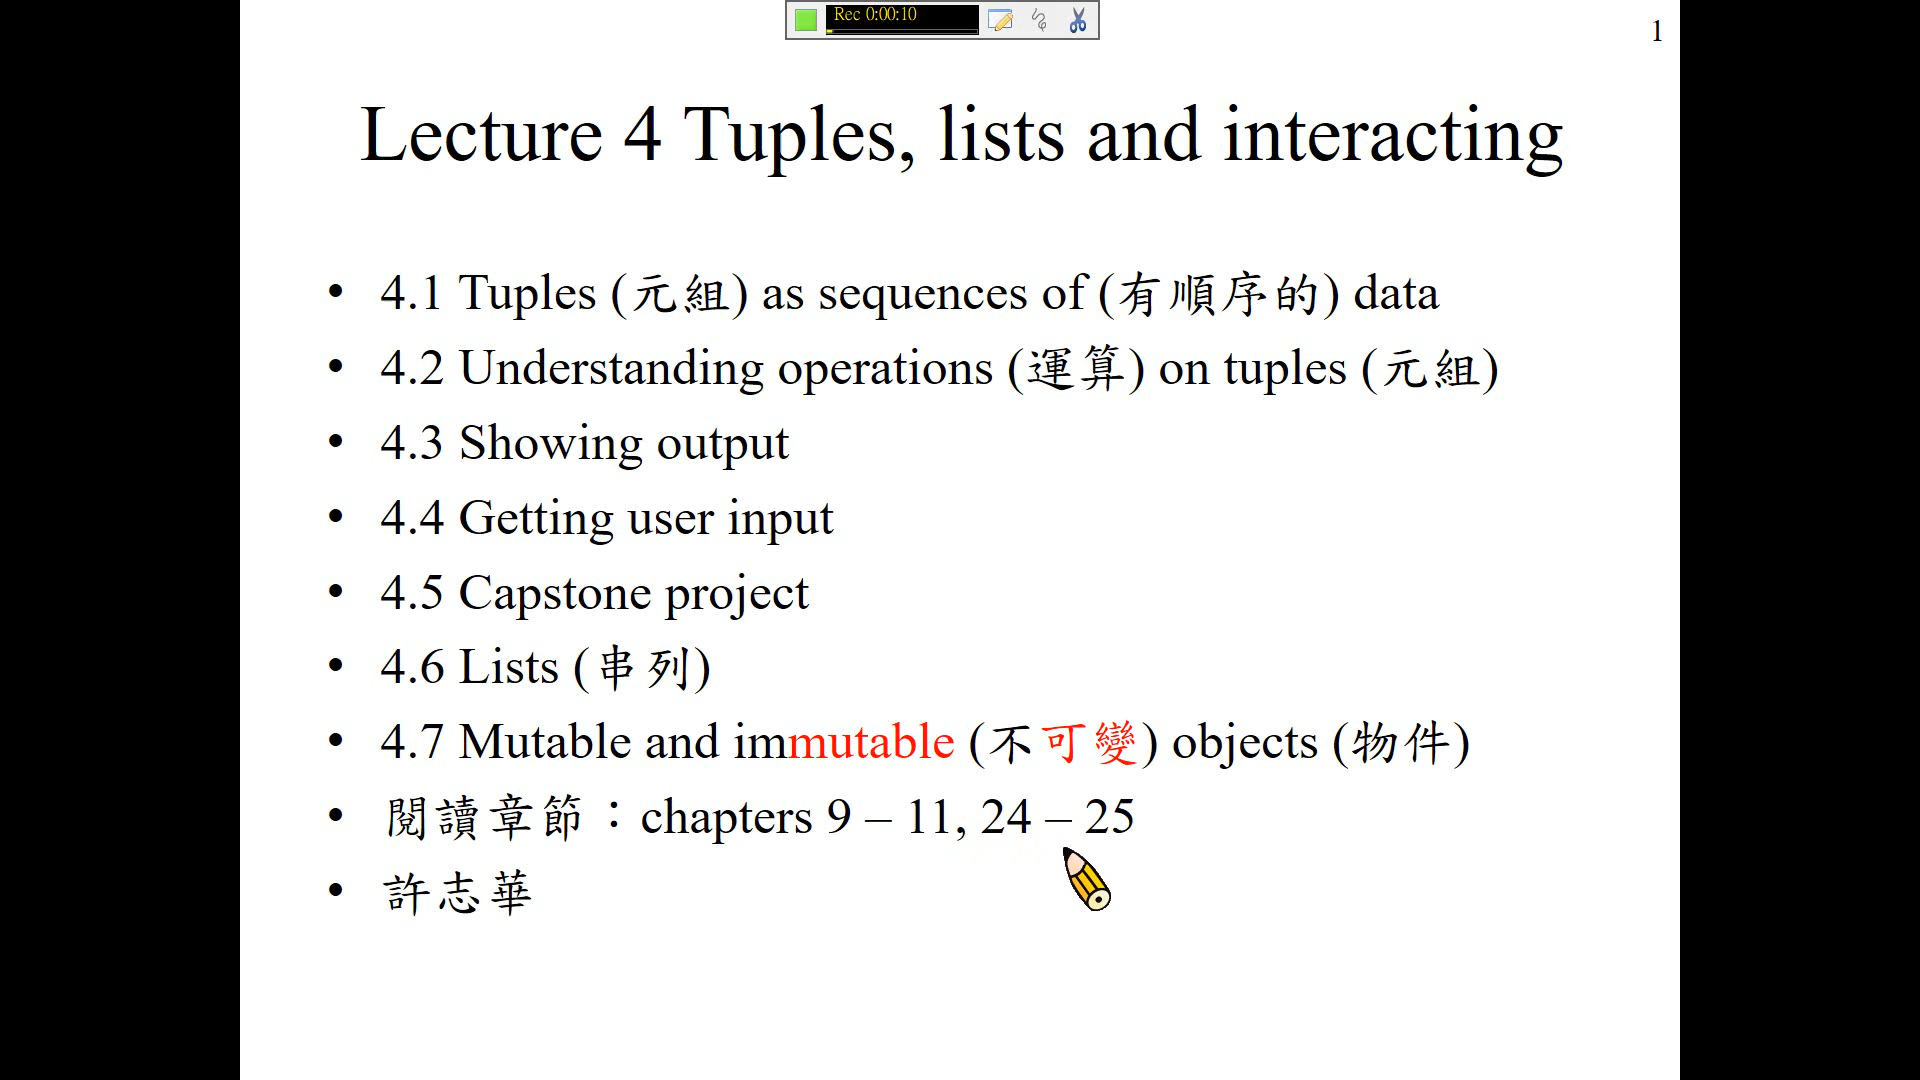 Rec 0:00:10
1
Lecture 4 Tuples, lists and interacting
• 4.1 Tuples (元組) as sequences of (有順序的) data
• 4.2 Understanding operations (運算) on tuples (元組)
• 4.3 Showing output
• 4.4 Getting user input
• 4.5 Capstone project
• 4.6 Lists (串列)
• 4.7 Mutable and immutable (不可變) objects (物件)
• 閱讀章節：chapters 9 – 11, 24 – 25
• 許志華